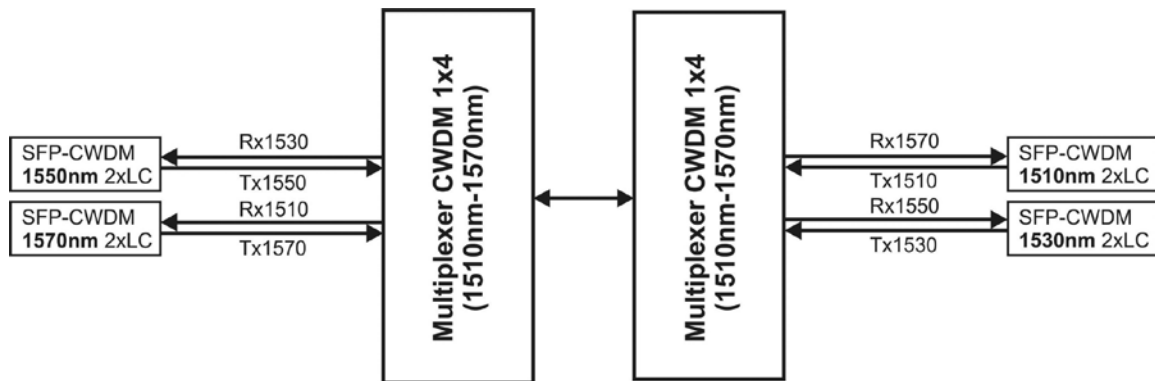 SFP-CWDM
1550nm 2xLC
Rx1530
Tx1550
SFP-CWDM
1570nm 2xLC
Rx1510
Tx1570
Multiplexer CWDM 1x4
(1510nm-1570nm)
Multiplexer CWDM 1x4
(1510nm-1570nm)
Rx1570
Tx1510
SFP-CWDM
1510nm 2xLC
Rx1550
Tx1530
SFP-CWDM
1530nm 2xLC